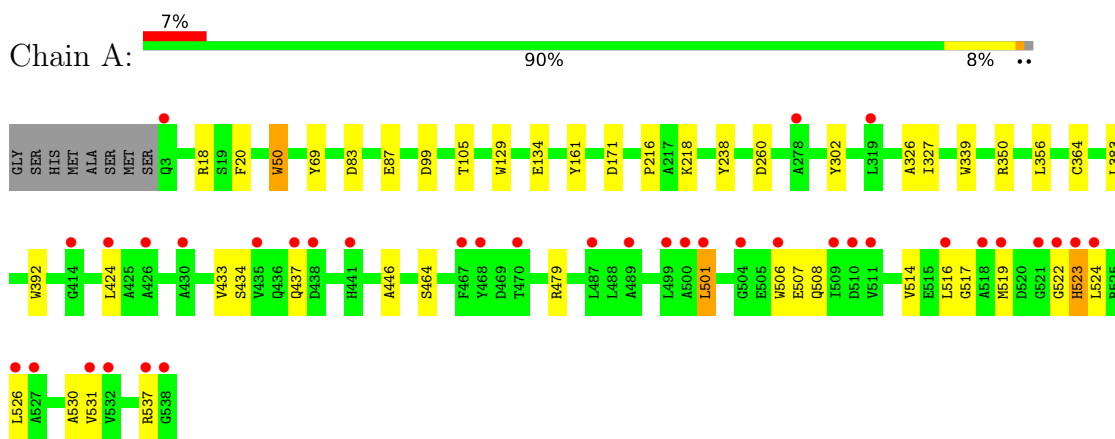 7%
Chain A:
90% 8% ••
GLY SER HIS MET ALA SER MET SER Q3 R18 S19 F20 W50 Y69 D83 E87 D99 T105 W129 E134 Y161 D171 P216 A217 K218 Y238 D260 A278 Y302 L319 A326 I327 W339 R350 L356 C364 L383
W392 G414 L424 A425 A426 A430 V433 S434 V435 Q436 Q437 D438 H441 A446 S464 F467 Y468 D469 T470 R479 L487 L488 A489 L499 A500 L501 G504 E505 W506 E507 Q508 I509 D510 V511 V514 E515 L516 G517 A518 M519 D520 G521 G522 H523 L524 R525
L526 A527 A530 V531 V532 R537 G538